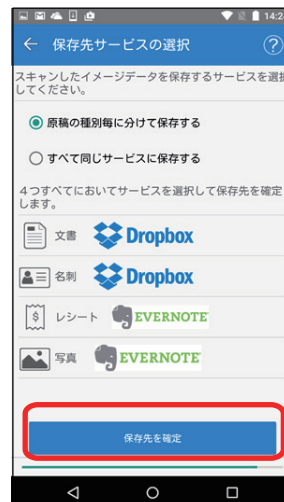 14:2
保存先サービスの選択
スキャンしたイメージデータを保存するサービスを選
してください。
原稿の種別毎に分けて保存する
すべて同じサービスに保存する
4つすべてにおいてサービスを選択して保存先を確定
します。
文書 Dropbox
名刺 Dropbox
$ レシート EVERNOTE
写真 EVERNOTE
保存先を確定